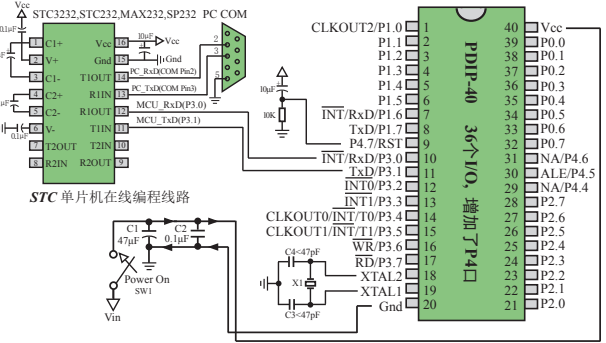 STC3232,STC232,MAX232,SP232 PC COM
Vcc
0.1μF
1 C1+ Vcc 16 Vcc
10μF
2 V+ Gnd 15 Gnd
3 C1- T1OUT 14 PC_RxD(COM Pin2)
4 C2+ R1IN 13 PC_TxD(COM Pin3)
5 C2- R1OUT 12 MCU_RxD(P3.0)
6 V- T1IN 11 MCU_TxD(P3.1)
7 T2OUT T2IN 10
8 R2IN R2OUT 9
μF
0.1μF
2
3
5
STC 单片机在线编程线路
C1
47μF
C2
0.1μF
Power On
SW1
Vin
10μF
10K
C4<47pF
X1
C3<47pF
PDIP-40 36个I/O, 增加了P4口
CLKOUT2/P1.0 1
P1.1 2
P1.2 3
P1.3 4
P1.4 5
P1.5 6
INT/RxD/P1.6 7
TxD/P1.7 8
P4.7/RST 9
INT/RxD/P3.0 10
TxD/P3.1 11
INT0/P3.2 12
INT1/P3.3 13
CLKOUT0/INT/T0/P3.4 14
CLKOUT1/INT/T1/P3.5 15
WR/P3.6 16
RD/P3.7 17
XTAL2 18
XTAL1 19
Gnd 20
40 Vcc
39 P0.0
38 P0.1
37 P0.2
36 P0.3
35 P0.4
34 P0.5
33 P0.6
32 P0.7
31 NA/P4.6
30 ALE/P4.5
29 NA/P4.4
28 P2.7
27 P2.6
26 P2.5
25 P2.4
24 P2.3
23 P2.2
22 P2.1
21 P2.0